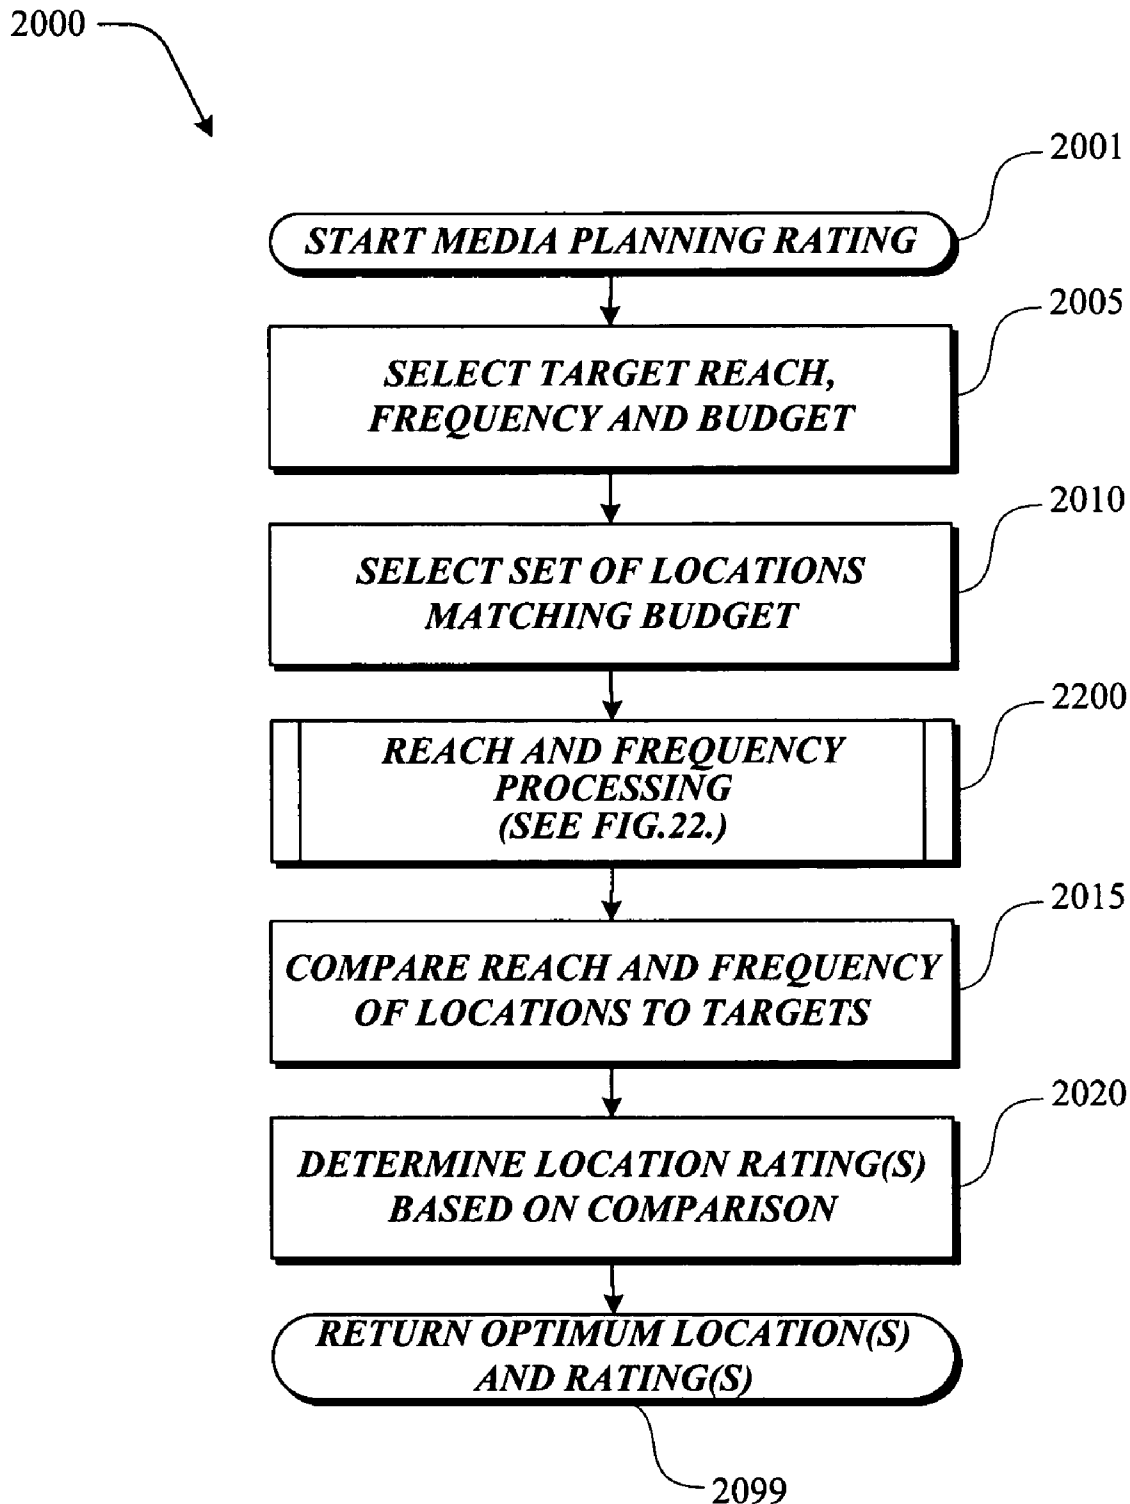 2000
2001
START MEDIA PLANNING RATING
2005
SELECT TARGET REACH,
FREQUENCY AND BUDGET
2010
SELECT SET OF LOCATIONS
MATCHING BUDGET
2200
REACH AND FREQUENCY
PROCESSING
(SEE FIG.22.)
2015
COMPARE REACH AND FREQUENCY
OF LOCATIONS TO TARGETS
2020
DETERMINE LOCATION RATING(S)
BASED ON COMPARISON
RETURN OPTIMUM LOCATION(S)
AND RATING(S)
2099